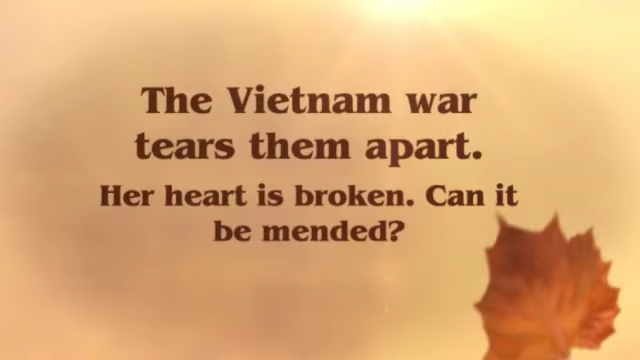 The Vietnam war
tears them apart.
Her heart is broken. Can it
be mended?